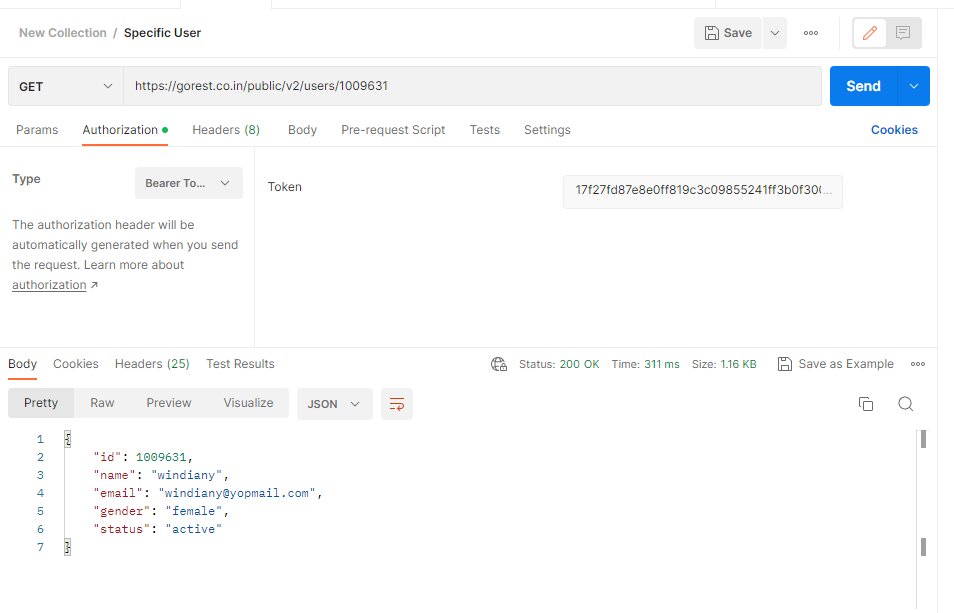 New Collection / Specific User
Save
GET
https://gorest.co.in/public/v2/users/1009631
Send
Params Authorization Headers (8) Body Pre-request Script Tests Settings Cookies
Type
Bearer To...
Token
17f27fd87e8e0ff819c3c09855241ff3b0f30(...
The authorization header will be
automatically generated when you send
the request. Learn more about
authorization ↗
Body Cookies Headers (25) Test Results Status: 200 OK Time: 311 ms Size: 1.16 KB Save as Example
Pretty Raw Preview Visualize JSON
1 {
2 "id": 1009631,
3 "name": "windiany",
4 "email": "windiany@yopmail.com",
5 "gender": "female",
6 "status": "active"
7 }